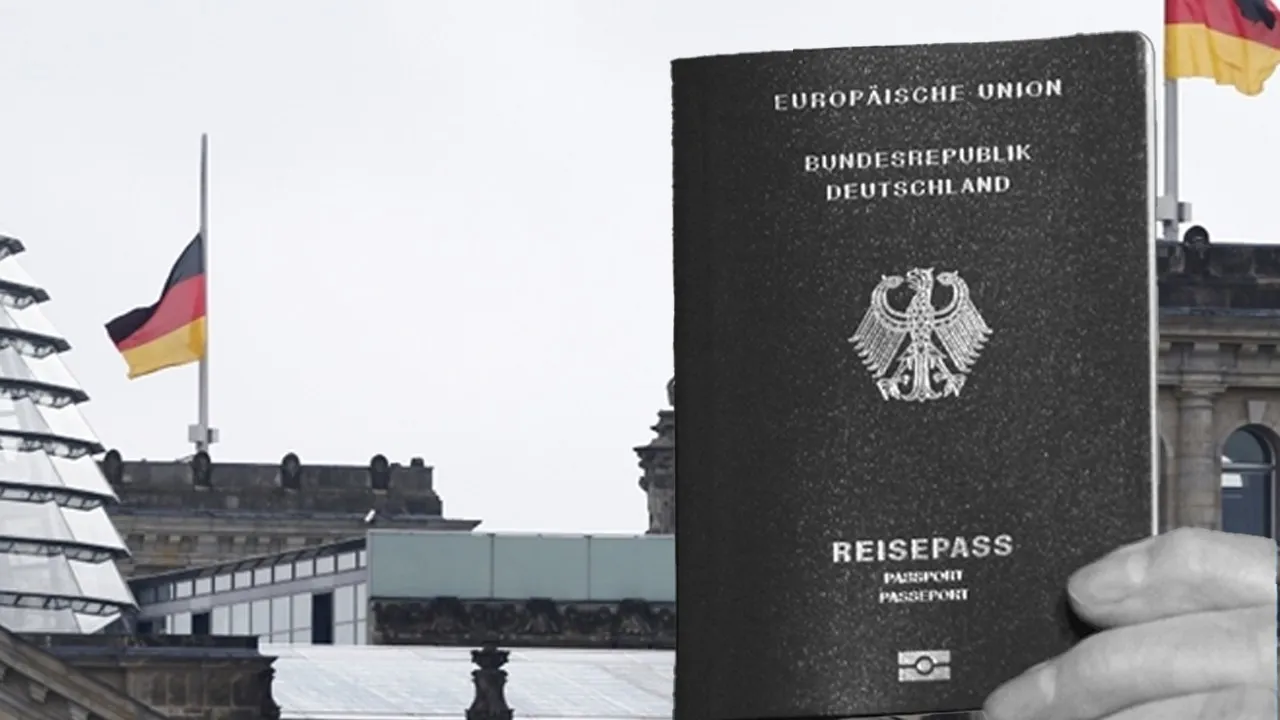 EUROPÄISCHE UNION
BUNDESREPUBLIK
DEUTSCHLAND
REISEPASS
PASSPORT
PASSEPORT